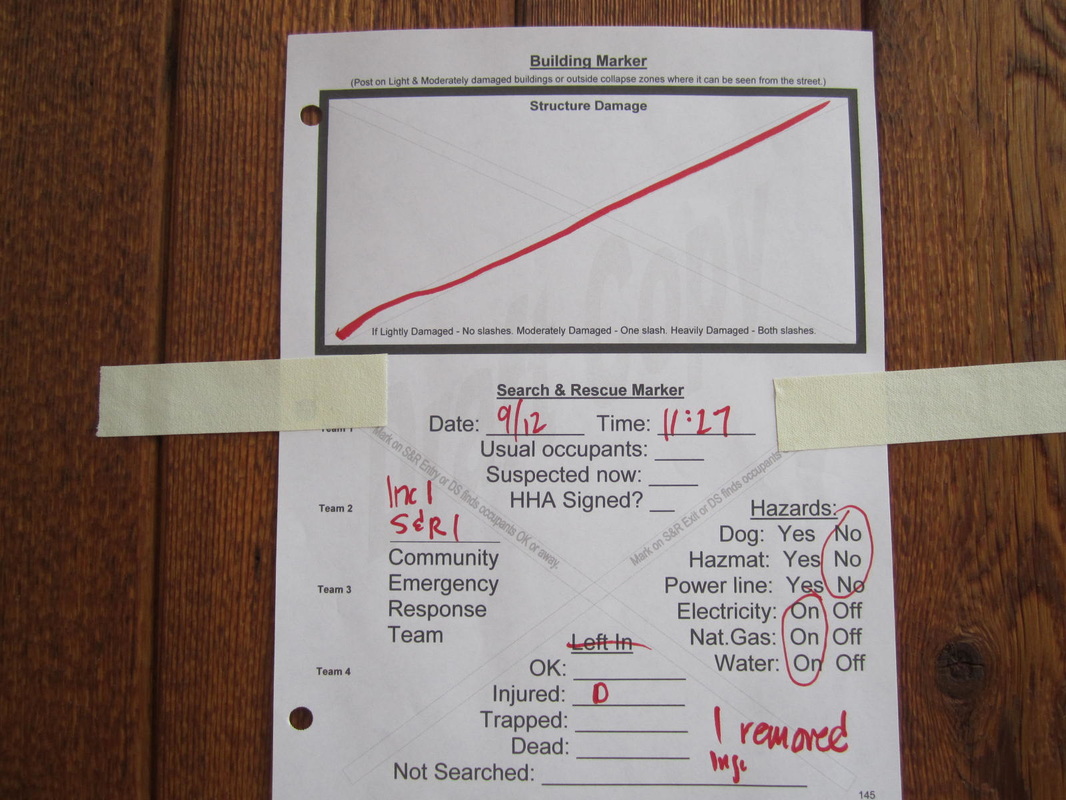 Building Marker
(Post on Light & Moderately damaged buildings or outside collapse zones where it can be seen from the street.)
Structure Damage
If Lightly Damaged - No slashes. Moderately Damaged - One slash. Heavily Damaged - Both slashes.
Search & Rescue Marker
Date: 9/12 Time: 11:27
Team 1
Usual occupants:
Suspected now:
HHA Signed?
Mark on S&R Entry or DS finds occupants OK or away.
Mark on S&R Exit or DS finds occupants
Inc 1
Team 2
S&R 1
Community
Emergency
Team 3
Response
Team
Team 4
Hazards:
Dog: Yes No
Hazmat: Yes No
Power line: Yes No
Electricity: On Off
Nat.Gas: On Off
Water: On Off
Left In
OK:
Injured: 0
Trapped:
Dead:
1 removed
Not Searched:
145